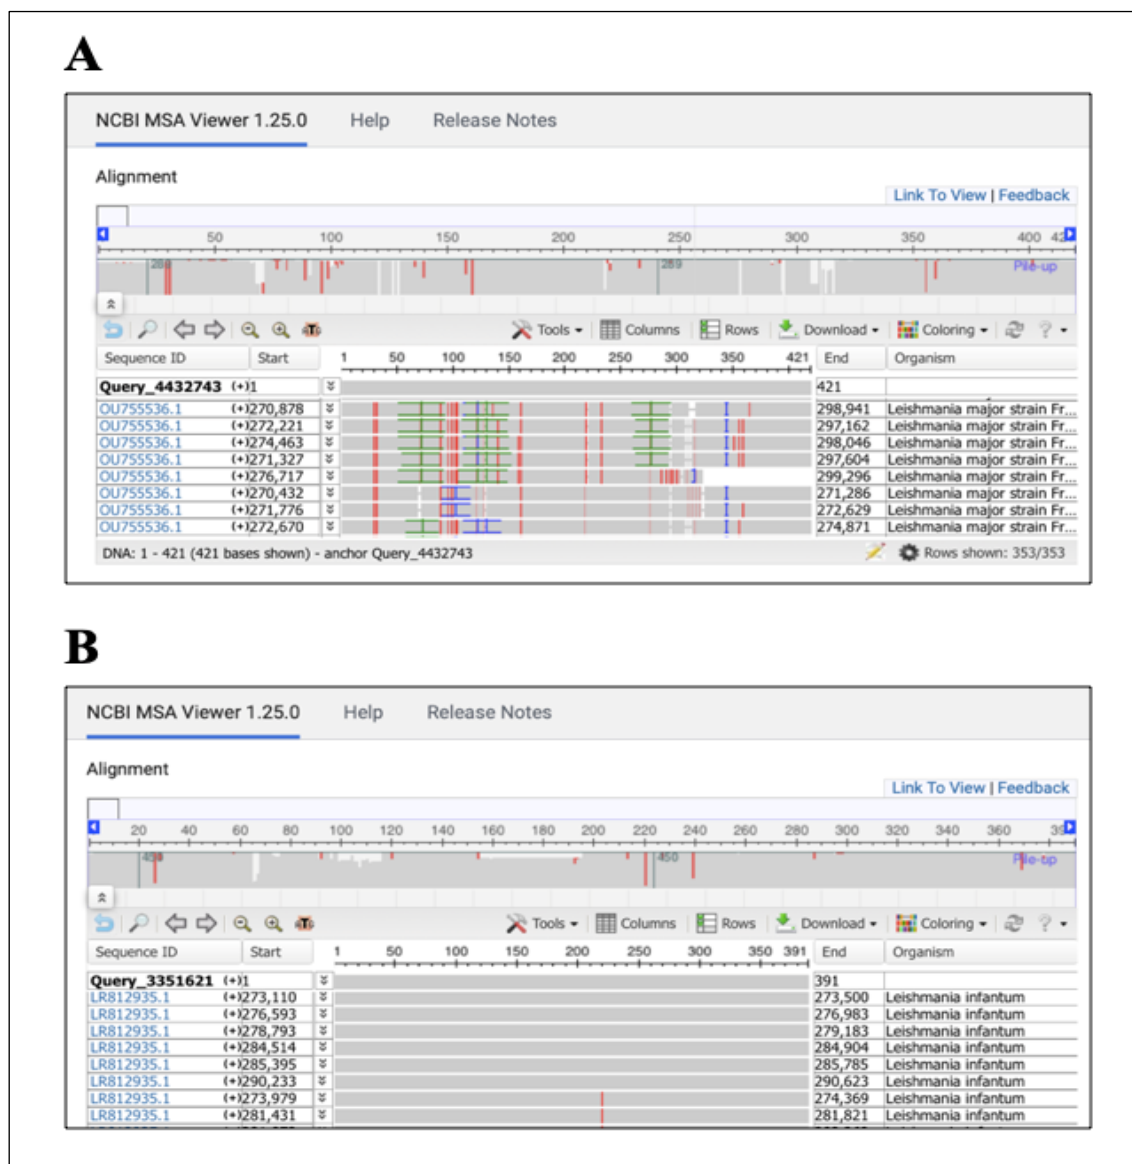 A
NCBI MSA Viewer 1.25.0 Help Release Notes
Alignment
Link To View | Feedback
50 100 150 200 250 300 350 400 42
289 Pile-up
Tools Columns Rows Download Coloring ?
Sequence ID Start 1 50 100 150 200 250 300 350 421 End Organism
Query_4432743 (+)1 421
OU755536.1 (+)270,878 298,941 Leishmania major strain Fr...
OU755536.1 (+)272,221 297,162 Leishmania major strain Fr...
OU755536.1 (+)274,463 298,046 Leishmania major strain Fr...
OU755536.1 (+)271,327 297,604 Leishmania major strain Fr...
OU755536.1 (+)276,717 299,296 Leishmania major strain Fr...
OU755536.1 (+)270,432 271,286 Leishmania major strain Fr...
OU755536.1 (+)271,776 272,629 Leishmania major strain Fr...
OU755536.1 (+)272,670 274,871 Leishmania major strain Fr...
DNA: 1 - 421 (421 bases shown) - anchor Query_4432743 Rows shown: 353/353
B
NCBI MSA Viewer 1.25.0 Help Release Notes
Alignment
Link To View | Feedback
20 40 60 80 100 120 140 160 180 200 220 240 260 280 300 320 340 360 39
450 450 Pile-up
Tools Columns Rows Download Coloring ?
Sequence ID Start 1 50 100 150 200 250 300 350 391 End Organism
Query_3351621 (+)1 391
LR812935.1 (+)273,110 273,500 Leishmania infantum
LR812935.1 (+)276,593 276,983 Leishmania infantum
LR812935.1 (+)278,793 279,183 Leishmania infantum
LR812935.1 (+)284,514 284,904 Leishmania infantum
LR812935.1 (+)285,395 285,785 Leishmania infantum
LR812935.1 (+)290,233 290,623 Leishmania infantum
LR812935.1 (+)273,979 274,369 Leishmania infantum
LR812935.1 (+)281,431 281,821 Leishmania infantum